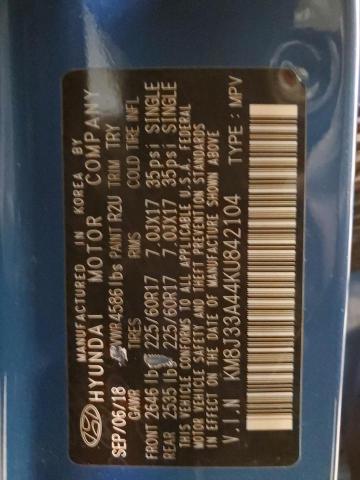 MANUFACTURED IN KOREA BY
HYUNDAI MOTOR COMPANY
SEP/06/18 GVWR 4586 lbs PAINT R2U TRIM TRY
GAWR TIRES RIMS COLD TIRE INFL.
FRONT 2646 lbs 225/60R17 7.0JX17 35psi SINGLE
REAR 2535 lbs 225/60R17 7.0JX17 35psi SINGLE
THIS VEHICLE CONFORMS TO ALL APPLICABLE U.S.A. FEDERAL
MOTOR VEHICLE SAFETY AND THEFT PREVENTION STANDARDS
IN EFFECT ON THE DATE OF MANUFACTURE SHOWN ABOVE.
V.I.N KM8J33A44KU842104 TYPE: MPV